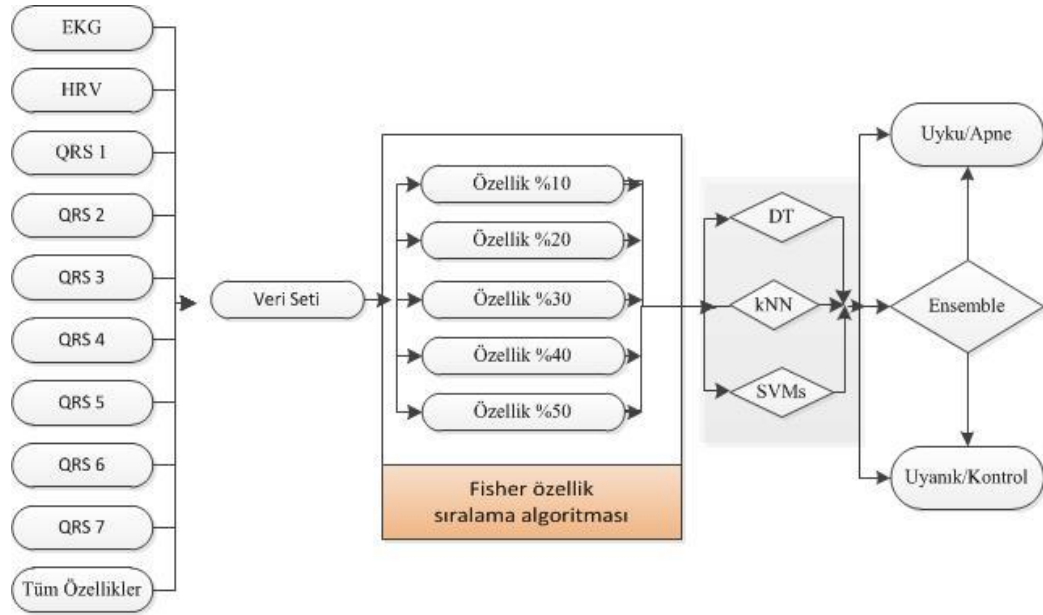 EKG
HRV
QRS 1
QRS 2
QRS 3
QRS 4
QRS 5
QRS 6
QRS 7
Tüm Özellikler
Veri Seti
Özellik %10
Özellik %20
Özellik %30
Özellik %40
Özellik %50
Fisher özellik
sıralama algoritması
DT
kNN
SVMs
Ensemble
Uyku/Apne
Uyanık/Kontrol